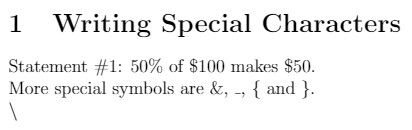 1 Writing Special Characters
Statement #1: 50% of $100 makes $50.
More special symbols are &, _, { and }.
\